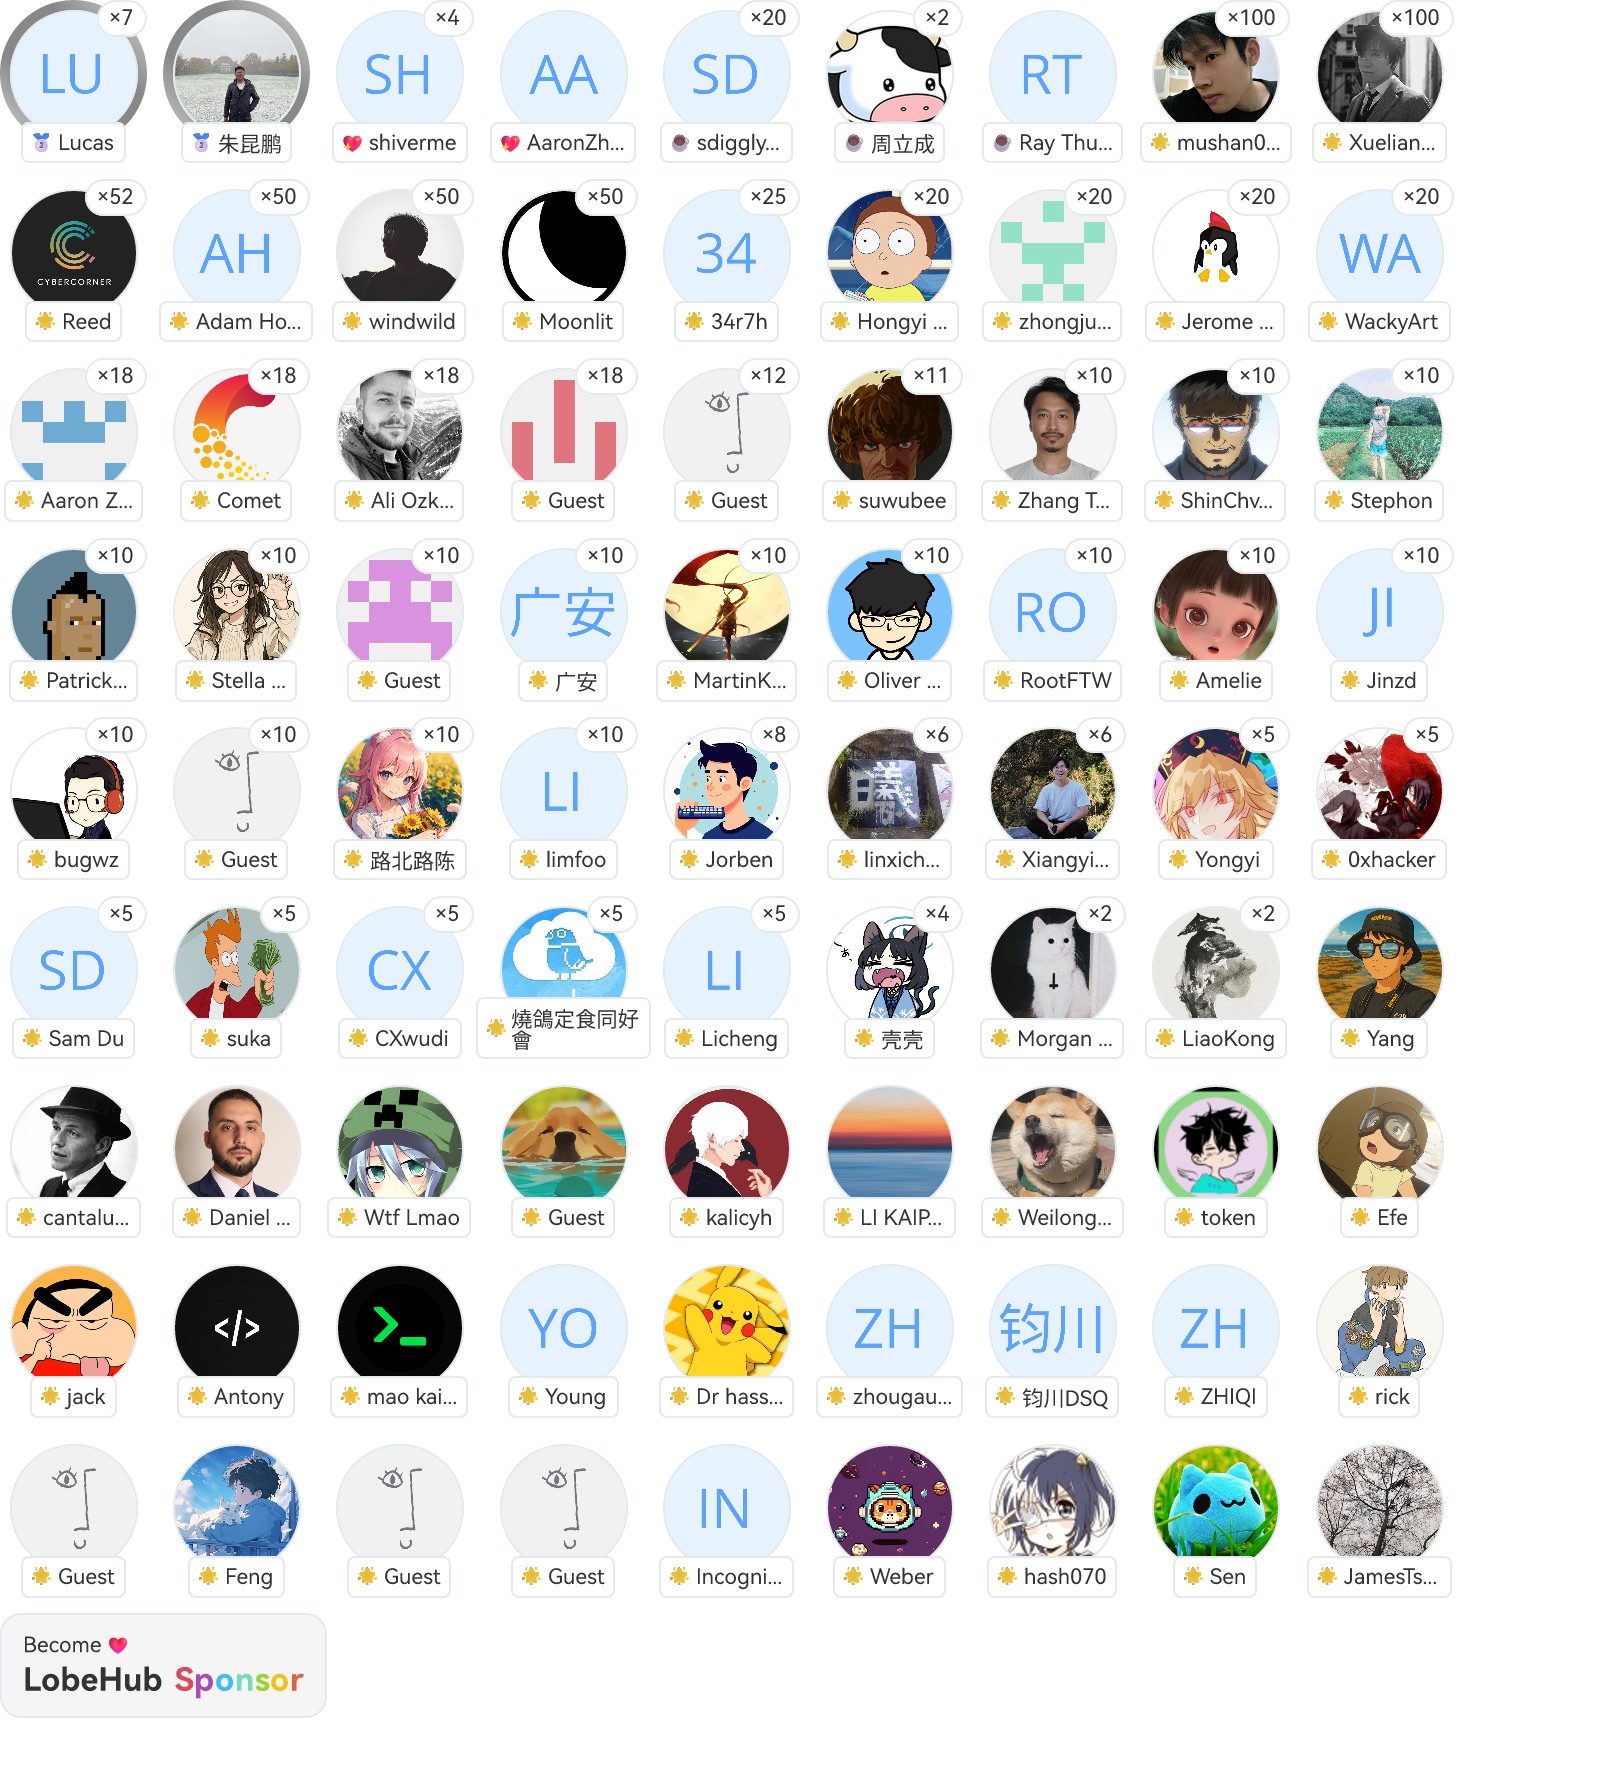 LU ×7
×4
×20
×2
×100
×100
SH
AA
SD
RT
Lucas
朱昆鹏
shiverme
AaronZh...
sdiggly...
周立成
Ray Thu...
mushan0...
Xuelian...
×52
×50
×50
×50
×25
×20
×20
×20
×20
CYBERCORNER
AH
34
WA
Reed
Adam Ho...
windwild
Moonlit
34r7h
Hongyi ...
zhongju...
Jerome ...
WackyArt
×18
×18
×18
×18
×12
×11
×10
×10
×10
Aaron Z...
Comet
Ali Ozk...
Guest
Guest
suwubee
Zhang T...
ShinChv...
Stephon
×10
×10
×10
×10
×10
×10
×10
×10
×10
广安
RO
JI
Patrick...
Stella ...
Guest
广安
MartinK...
Oliver ...
RootFTW
Amelie
Jinzd
×10
×10
×10
×10
×8
×6
×6
×5
×5
LI
bugwz
Guest
路北路陈
limfoo
Jorben
linxich...
Xiangyi...
Yongyi
0xhacker
×5
×5
×5
×5
×5
×4
×2
×2
SD
CX
LI
Sam Du
suka
CXwudi
燒鴿定食同好
會
Licheng
壳壳
Morgan ...
LiaoKong
Yang
cantalu...
Daniel ...
Wtf Lmao
Guest
kalicyh
LI KAIP...
Weilong...
token
Efe
</>
>_
YO
ZH
钧川
ZH
jack
Antony
mao kai...
Young
Dr hass...
zhougau...
钧川DSQ
ZHIQI
rick
IN
Guest
Feng
Guest
Guest
Incogni...
Weber
hash070
Sen
JamesTs...
Become
LobeHub Sponsor